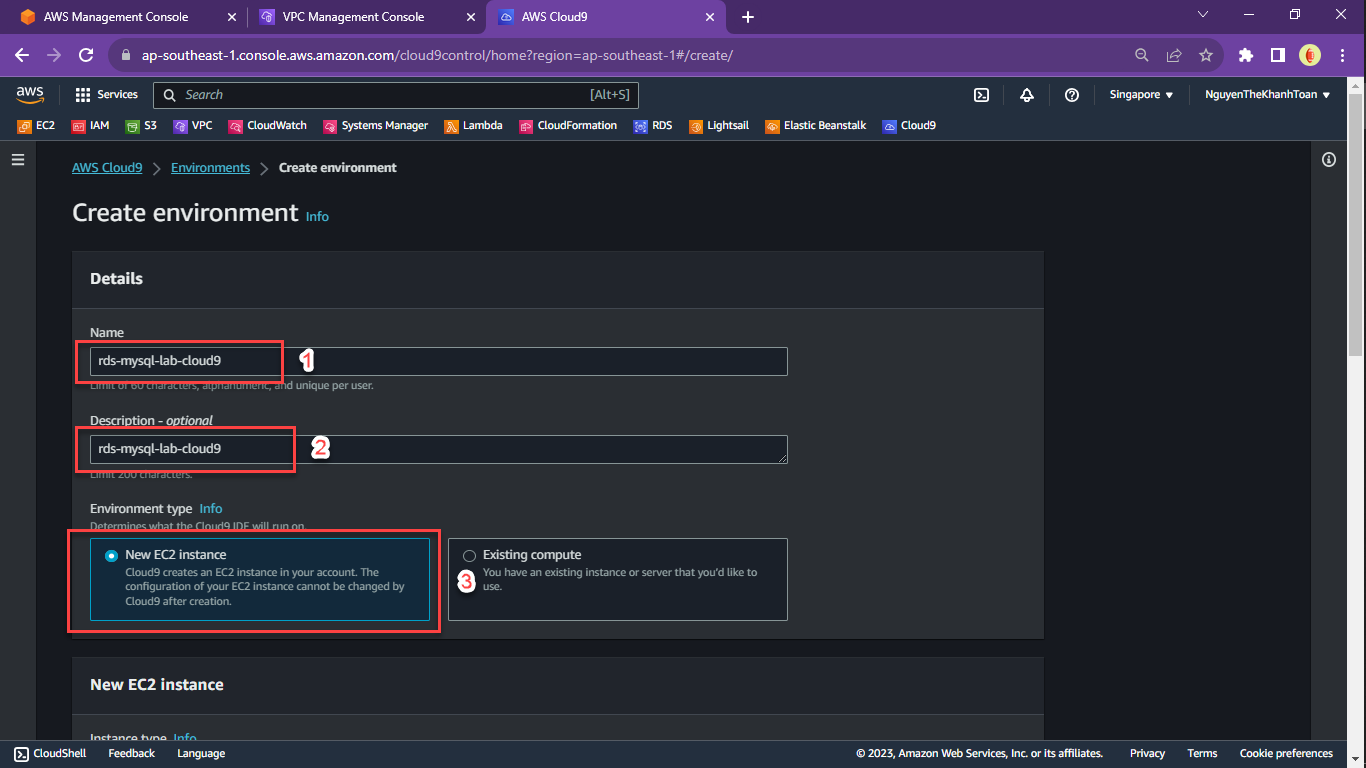 AWS Management Console
VPC Management Console
AWS Cloud9
ap-southeast-1.console.aws.amazon.com/cloud9control/home?region=ap-southeast-1#/create/
aws
Services
Search
[Alt+S]
Singapore
NguyenTheKhanhToan
EC2
IAM
S3
VPC
CloudWatch
Systems Manager
Lambda
CloudFormation
RDS
Lightsail
Elastic Beanstalk
Cloud9
AWS Cloud9
Environments
Create environment
Create environment Info
Details
Name
rds-mysql-lab-cloud9
1
Limit of 60 characters, alphanumeric, and unique per user.
Description - optional
rds-mysql-lab-cloud9
2
Limit 200 characters.
Environment type Info
Determines what the Cloud9 IDE will run on.
New EC2 instance
Cloud9 creates an EC2 instance in your account. The
configuration of your EC2 instance cannot be changed by
Cloud9 after creation.
Existing compute
3
You have an existing instance or server that you'd like to
use.
New EC2 instance
Instance type Info
CloudShell
Feedback
Language
© 2023, Amazon Web Services, Inc. or its affiliates.
Privacy
Terms
Cookie preferences